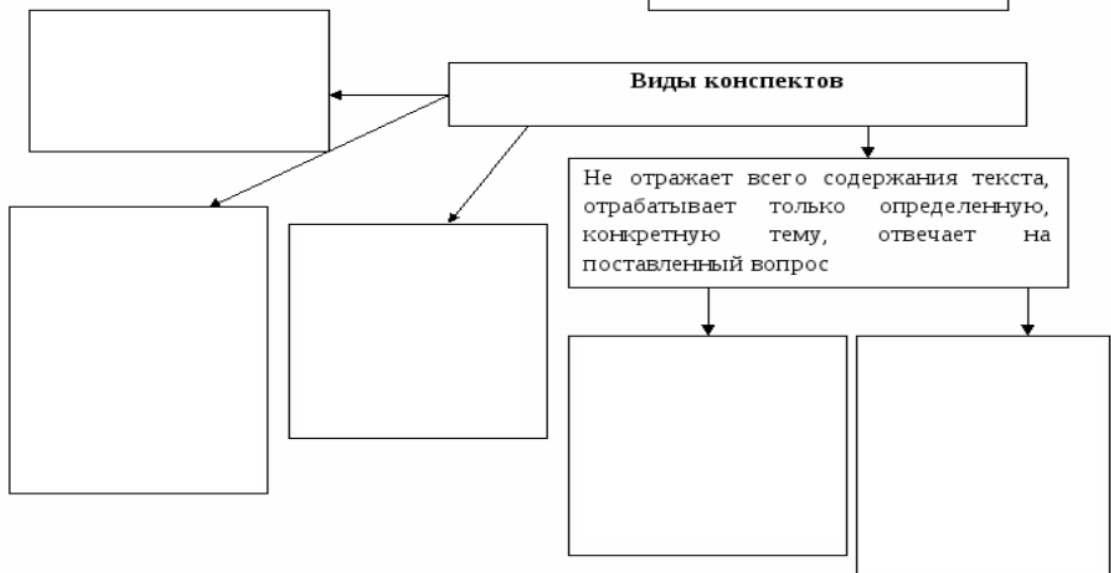 Виды конспектов
Не отражает всего содержания текста,
отрабатывает только определенную,
конкретную тему, отвечает на
поставленный вопрос